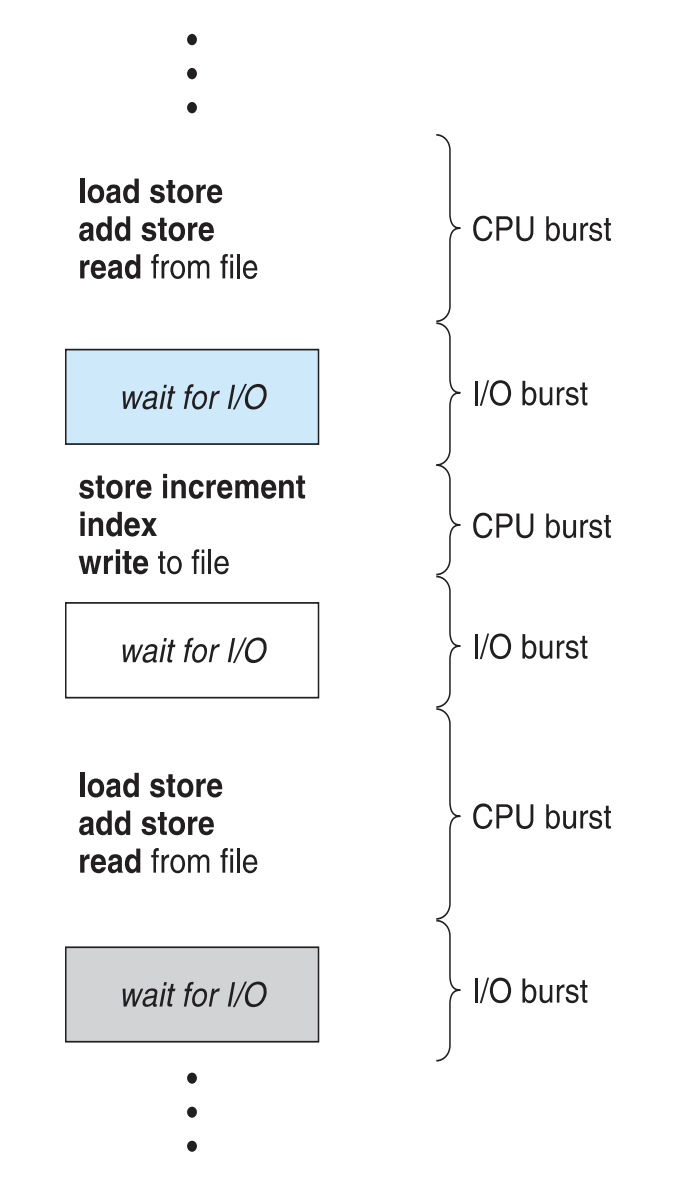 load store
add store
read from file
CPU burst
wait for I/O
I/O burst
store increment
index
write to file
CPU burst
wait for I/O
I/O burst
load store
add store
read from file
CPU burst
wait for I/O
I/O burst